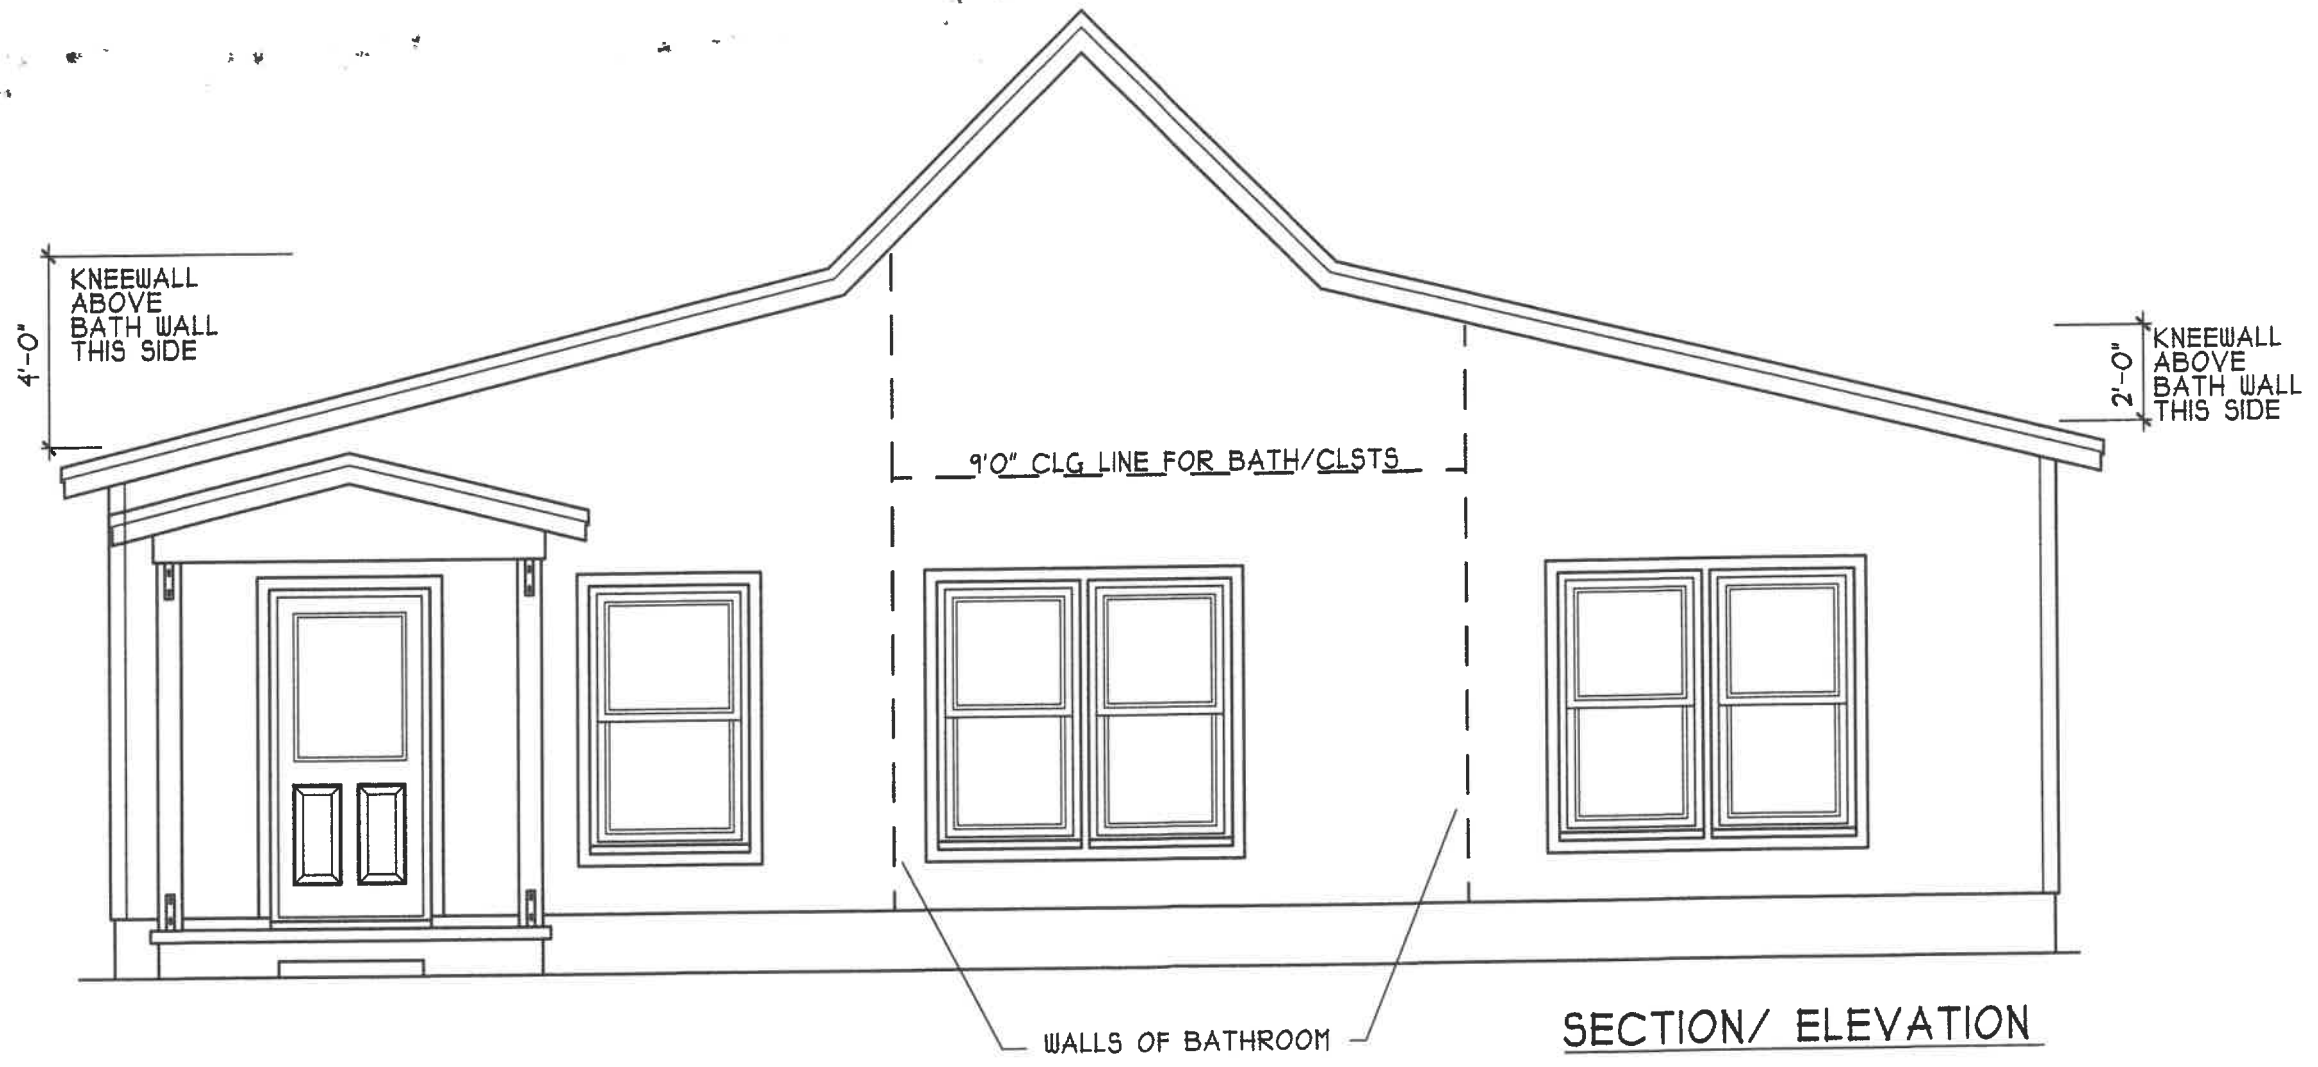 KNEEWALL
ABOVE
BATH WALL
THIS SIDE
4'-0"
KNEEWALL
ABOVE
BATH WALL
THIS SIDE
2'-0"
9'0" CLG LINE FOR BATH/CLSTS
WALLS OF BATHROOM
SECTION/ ELEVATION